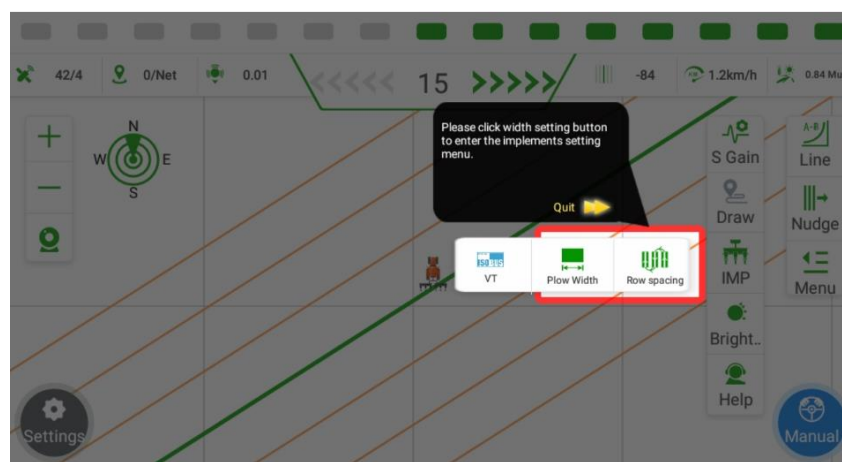 42/4
0/Net
0.01
15
-84
1.2km/h
0.84 Mu
N
W
E
S
Please click width setting button
to enter the implements setting
menu.
Quit
ISO
VT
Plow Width
Row spacing
S Gain
Draw
IMP
Bright..
Help
A-B
Line
Nudge
Menu
Settings
Manual